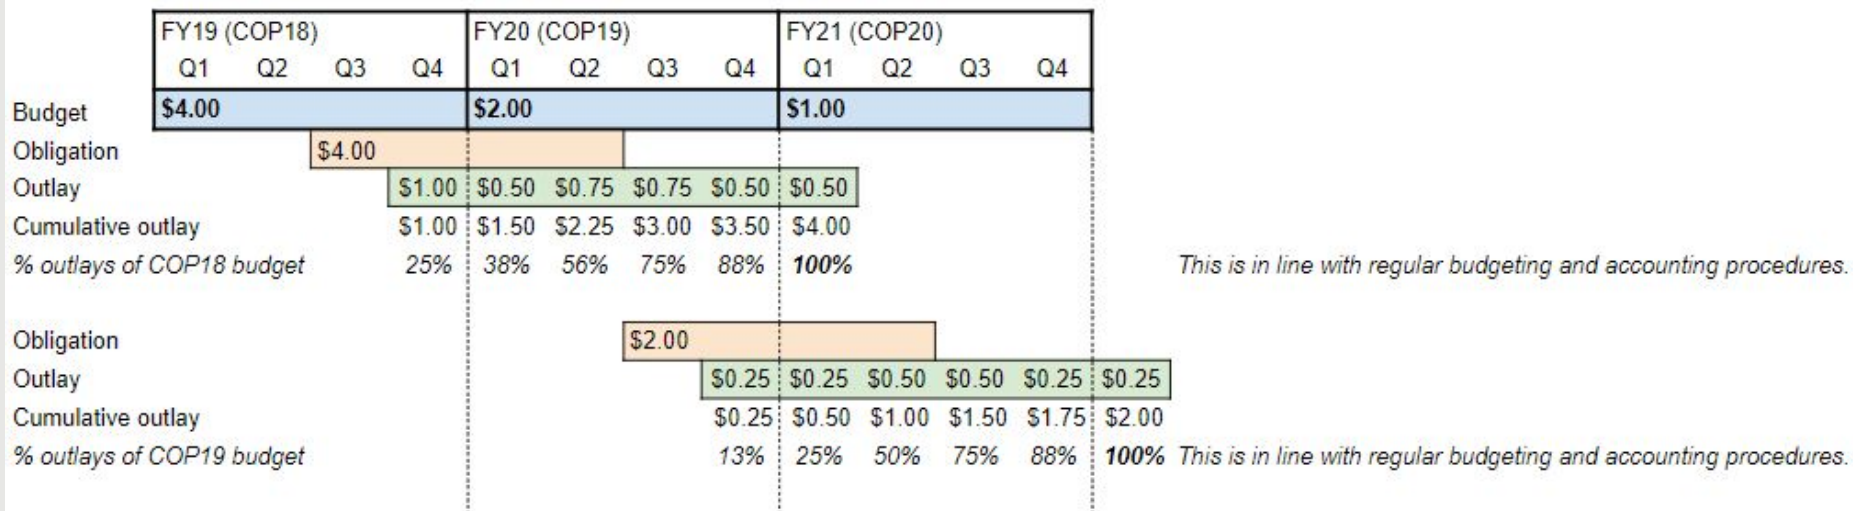 FY19 (COP18) FY20 (COP19) FY21 (COP20)
Q1 Q2 Q3 Q4 Q1 Q2 Q3 Q4 Q1 Q2 Q3 Q4
Budget $4.00 $2.00 $1.00
Obligation $4.00
Outlay $1.00 $0.50 $0.75 $0.75 $0.50 $0.50
Cumulative outlay $1.00 $1.50 $2.25 $3.00 $3.50 $4.00
% outlays of COP18 budget 25% 38% 56% 75% 88% 100% This is in line with regular budgeting and accounting procedures.
Obligation $2.00
Outlay $0.25 $0.25 $0.50 $0.50 $0.25 $0.25
Cumulative outlay $0.25 $0.50 $1.00 $1.50 $1.75 $2.00
% outlays of COP19 budget 13% 25% 50% 75% 88% 100% This is in line with regular budgeting and accounting procedures.